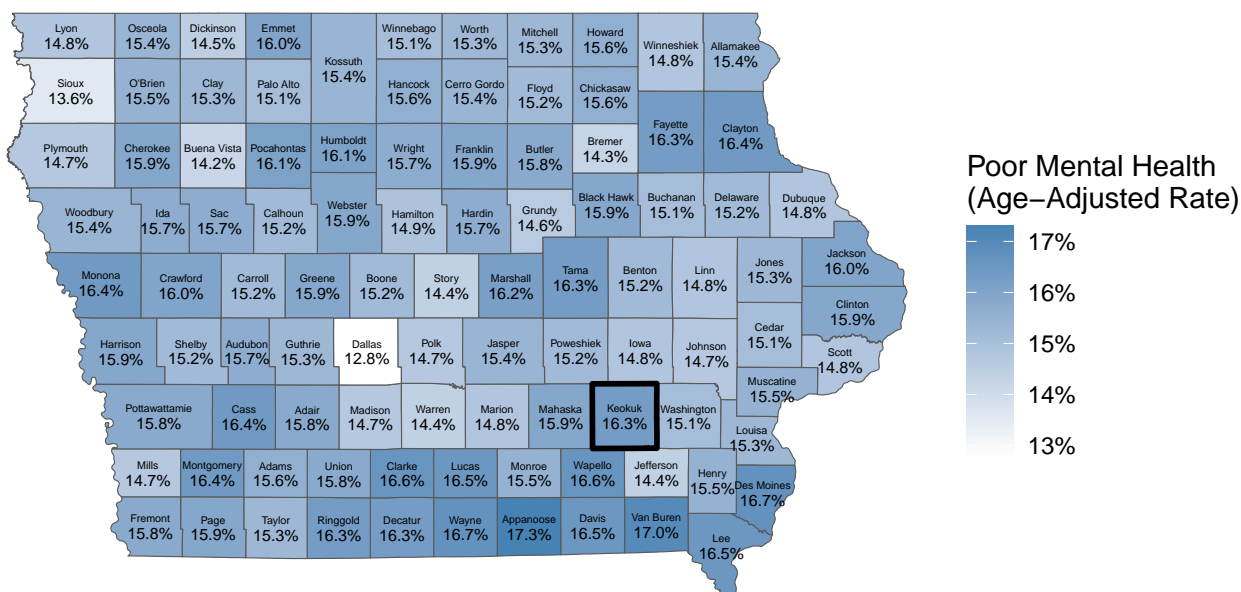 Lyon
14.8%
Osceola
15.4%
Dickinson
14.5%
Emmet
16.0%
Kossuth
15.4%
Winnebago
15.1%
Worth
15.3%
Mitchell
15.3%
Howard
15.6%
Winneshiek
14.8%
Allamakee
15.4%
Sioux
13.6%
O'Brien
15.5%
Clay
15.3%
Palo Alto
15.1%
Hancock
15.6%
Cerro Gordo
15.4%
Floyd
15.2%
Chickasaw
15.6%
Fayette
16.3%
Clayton
16.4%
Plymouth
14.7%
Cherokee
15.9%
Buena Vista
14.2%
Pocahontas
16.1%
Humboldt
16.1%
Wright
15.7%
Franklin
15.9%
Butler
15.8%
Bremer
14.3%
Woodbury
15.4%
Ida
15.7%
Sac
15.7%
Calhoun
15.2%
Webster
15.9%
Hamilton
14.9%
Hardin
15.7%
Grundy
14.6%
Black Hawk
15.9%
Buchanan
15.1%
Delaware
15.2%
Dubuque
14.8%
Monona
16.4%
Crawford
16.0%
Carroll
15.2%
Greene
15.9%
Boone
15.2%
Story
14.4%
Marshall
16.2%
Tama
16.3%
Benton
15.2%
Linn
14.8%
Jones
15.3%
Jackson
16.0%
Clinton
15.9%
Harrison
15.9%
Shelby
15.2%
Audubon
15.7%
Guthrie
15.3%
Dallas
12.8%
Polk
14.7%
Jasper
15.4%
Poweshiek
15.2%
Iowa
14.8%
Johnson
14.7%
Cedar
15.1%
Scott
14.8%
Muscatine
15.5%
Pottawattamie
15.8%
Cass
16.4%
Adair
15.8%
Madison
14.7%
Warren
14.4%
Marion
14.8%
Mahaska
15.9%
Keokuk
16.3%
Washington
15.1%
Louisa
15.3%
Mills
14.7%
Montgomery
16.4%
Adams
15.6%
Union
15.8%
Clarke
16.6%
Lucas
16.5%
Monroe
15.5%
Wapello
16.6%
Jefferson
14.4%
Henry
15.5%
Des Moines
16.7%
Fremont
15.8%
Page
15.9%
Taylor
15.3%
Ringgold
16.3%
Decatur
16.3%
Wayne
16.7%
Appanoose
17.3%
Davis
16.5%
Van Buren
17.0%
Lee
16.5%
Poor Mental Health
(Age−Adjusted Rate)
17%
16%
15%
14%
13%